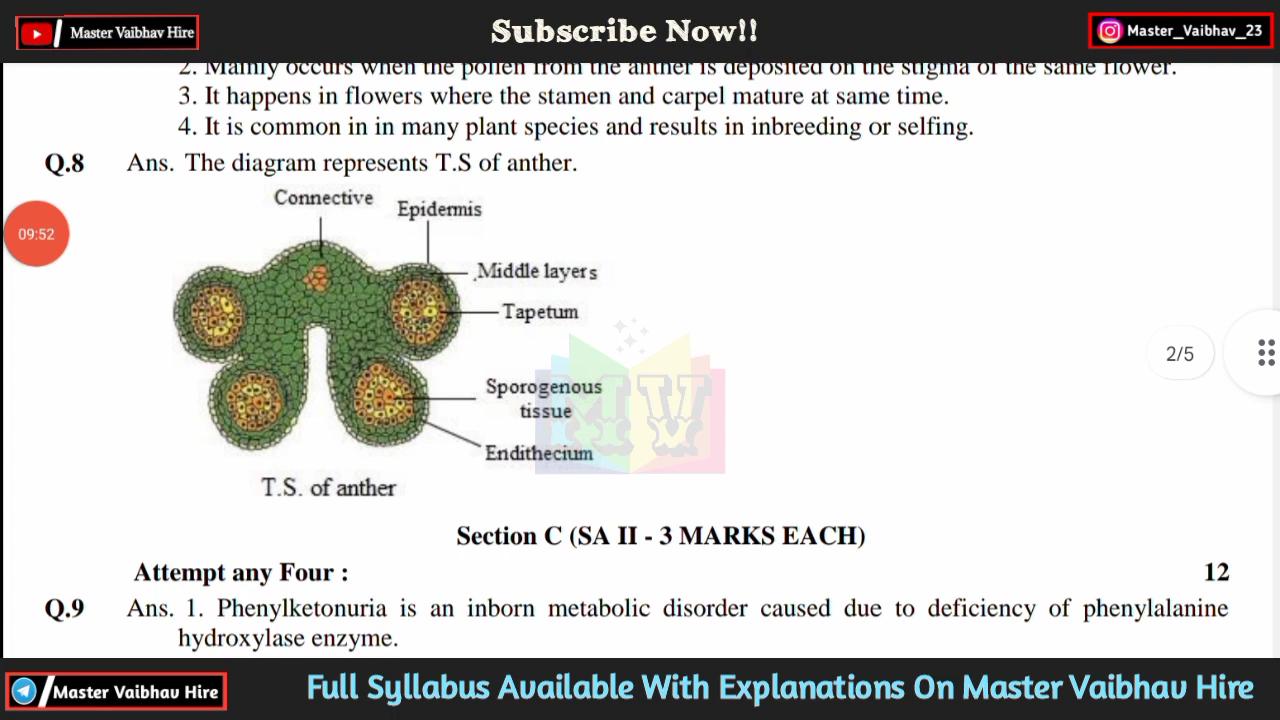 Master Vaibhav Hire
Subscribe Now!!
Master_Vaibhav_23
2. Mainly occurs when the pollen from the anther is deposited on the stigma of the same flower.
3. It happens in flowers where the stamen and carpel mature at same time.
4. It is common in in many plant species and results in inbreeding or selfing.
Q.8 Ans. The diagram represents T.S of anther.
Connective
Epidermis
09:52
Middle layers
Tapetum
2/5
Sporogenous
tissue
MW
Endithecium
T.S. of anther
Section C (SA II - 3 MARKS EACH)
Attempt any Four : 12
Q.9 Ans. 1. Phenylketonuria is an inborn metabolic disorder caused due to deficiency of phenylalanine
hydroxylase enzyme.
Master Vaibhav Hire
Full Syllabus Available With Explanations On Master Vaibhav Hire